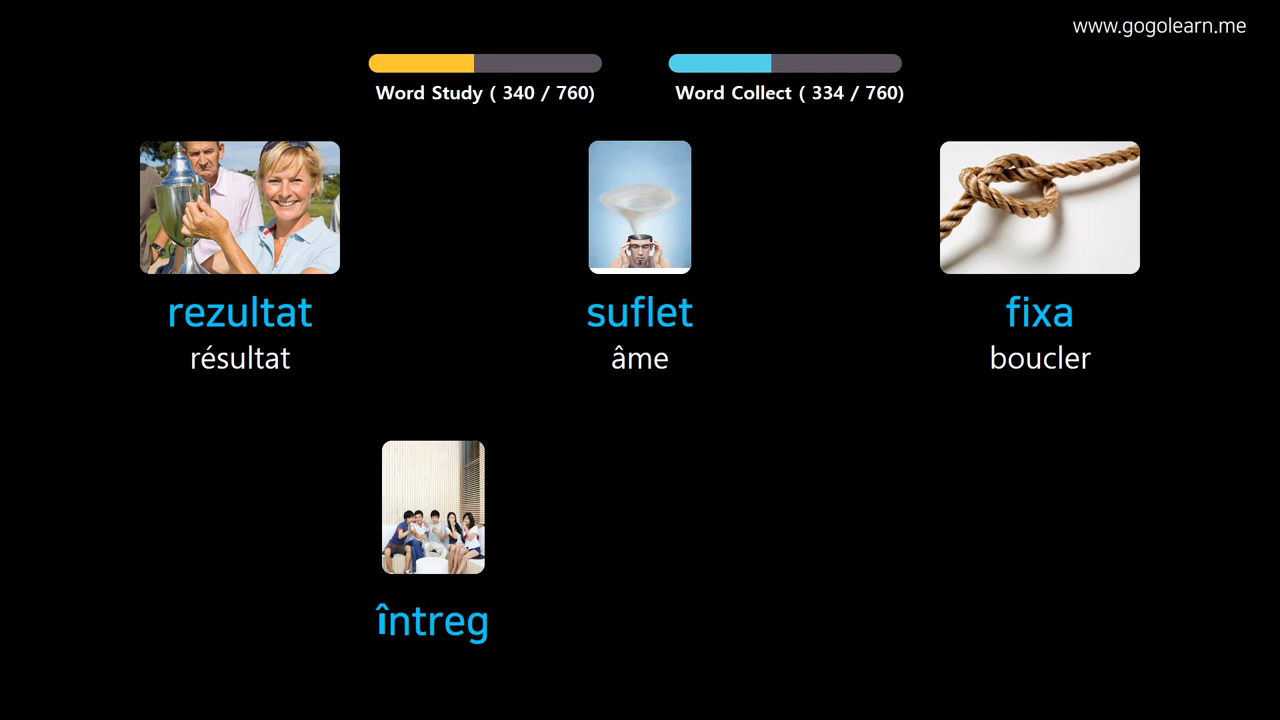 www.gogolearn.me
Word Study ( 340 / 760)
Word Collect ( 334 / 760)
rezultat
résultat
suflet
âme
fixa
boucler
întreg